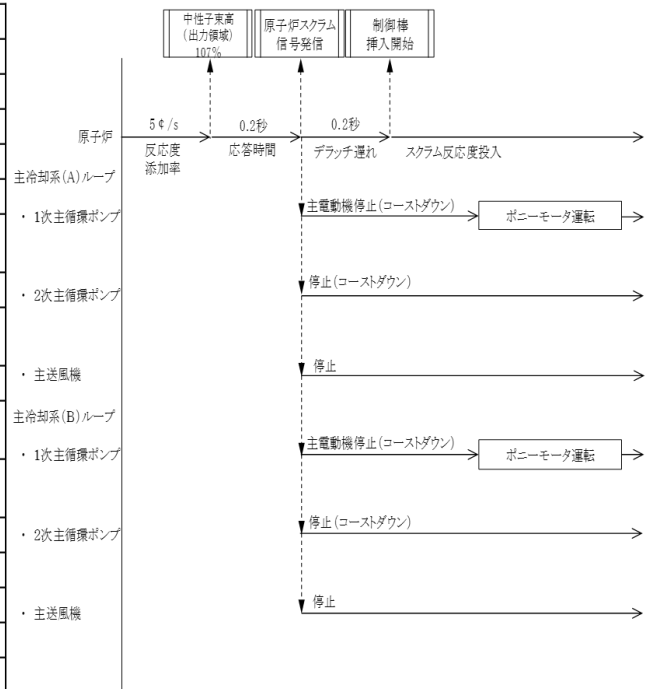 中性子束高
(出力領域)
107%
原子炉スクラム
信号発信
制御棒
挿入開始
原子炉
5¢/s
反応度
添加率
0.2秒
応答時間
0.2秒
デラッチ遅れ
スクラム反応度投入
主冷却系(A)ループ
・ 1次主循環ポンプ
主電動機停止(コーストダウン)
ポニーモータ運転
・ 2次主循環ポンプ
停止(コーストダウン)
・ 主送風機
停止
主冷却系(B)ループ
・ 1次主循環ポンプ
主電動機停止(コーストダウン)
ポニーモータ運転
・ 2次主循環ポンプ
停止(コーストダウン)
・ 主送風機
停止